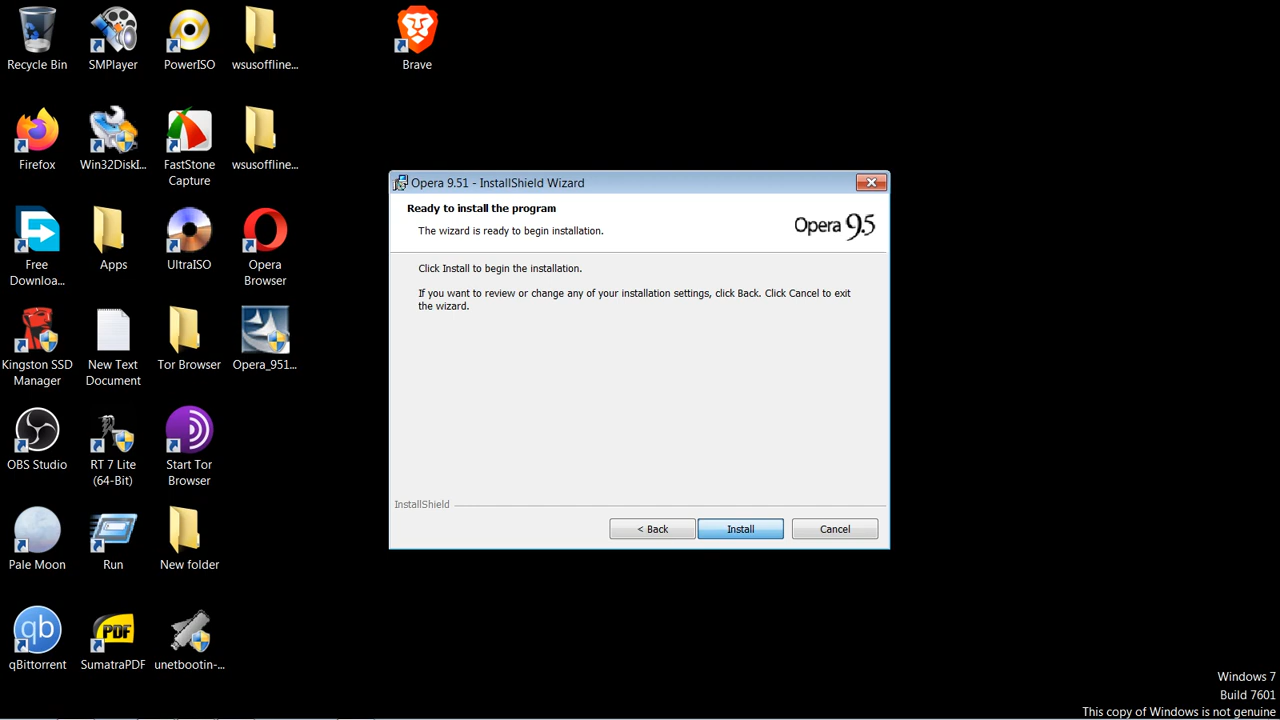 Recycle Bin
SMPlayer
PowerISO
wsusoffline...
Brave
Firefox
Win32DiskI...
FastStone
Capture
wsusoffline...
Free
Downloa...
Apps
UltraISO
Opera
Browser
Kingston SSD
Manager
New Text
Document
Tor Browser
Opera_951...
OBS Studio
RT 7 Lite
(64-Bit)
Start Tor
Browser
Pale Moon
Run
New folder
qb
qBittorrent
PDF
SumatraPDF
unetbootin-...
Opera 9.51 - InstallShield Wizard
Ready to install the program
The wizard is ready to begin installation.
Opera 9.5
Click Install to begin the installation.
If you want to review or change any of your installation settings, click Back. Click Cancel to exit
the wizard.
InstallShield
< Back
Install
Cancel
Windows 7
Build 7601
This copy of Windows is not genuine